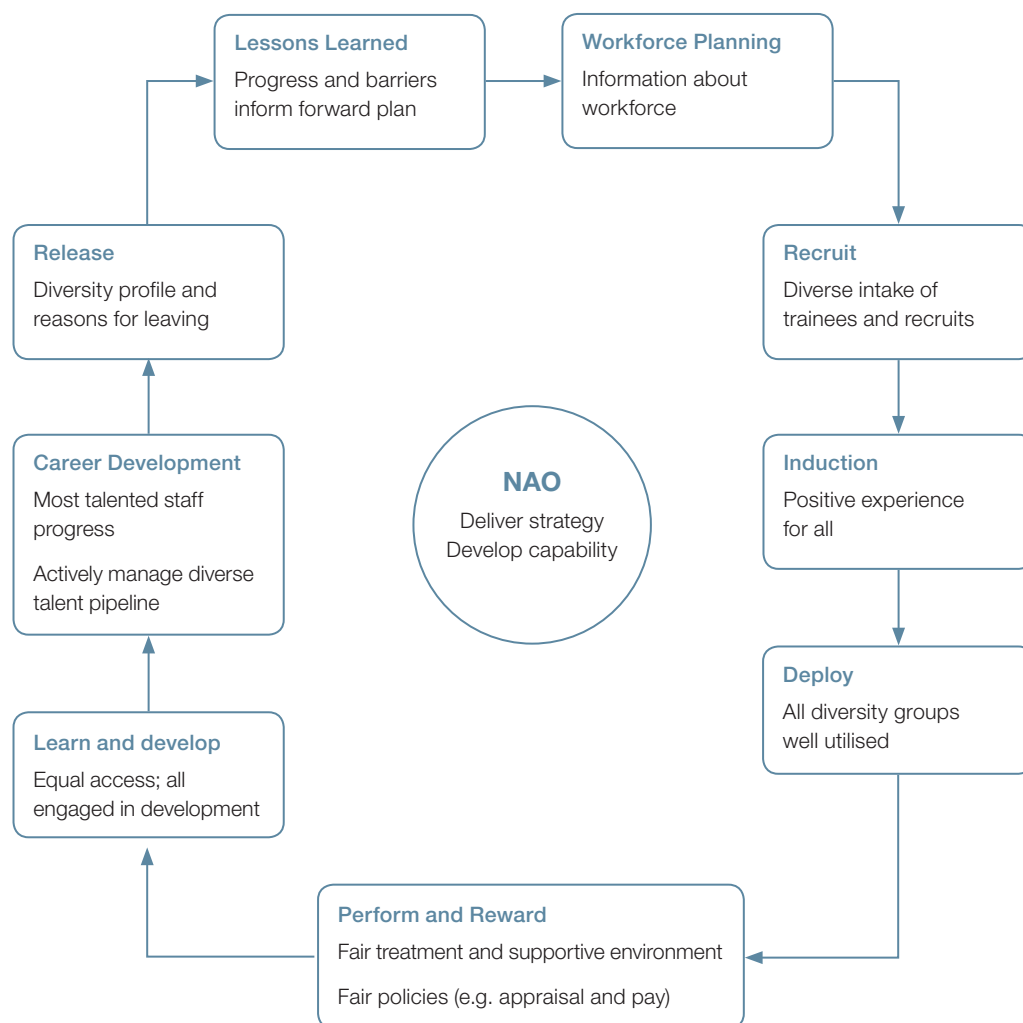 Lessons Learned
Progress and barriers
inform forward plan
Workforce Planning
Information about
workforce
Recruit
Diverse intake of
trainees and recruits
Induction
Positive experience
for all
Deploy
All diversity groups
well utilised
Perform and Reward
Fair treatment and supportive environment
Fair policies (e.g. appraisal and pay)
Learn and develop
Equal access; all
engaged in development
Career Development
Most talented staff
progress
Actively manage diverse
talent pipeline
Release
Diversity profile and
reasons for leaving
NAO
Deliver strategy
Develop capability